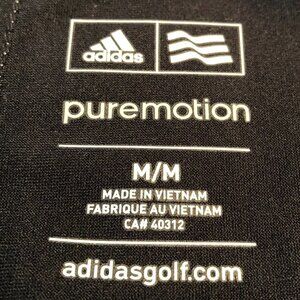 adidas
puremotion
M/M
MADE IN VIETNAM
FABRIQUE AU VIETNAM
CA# 40312
adidasgolf.com